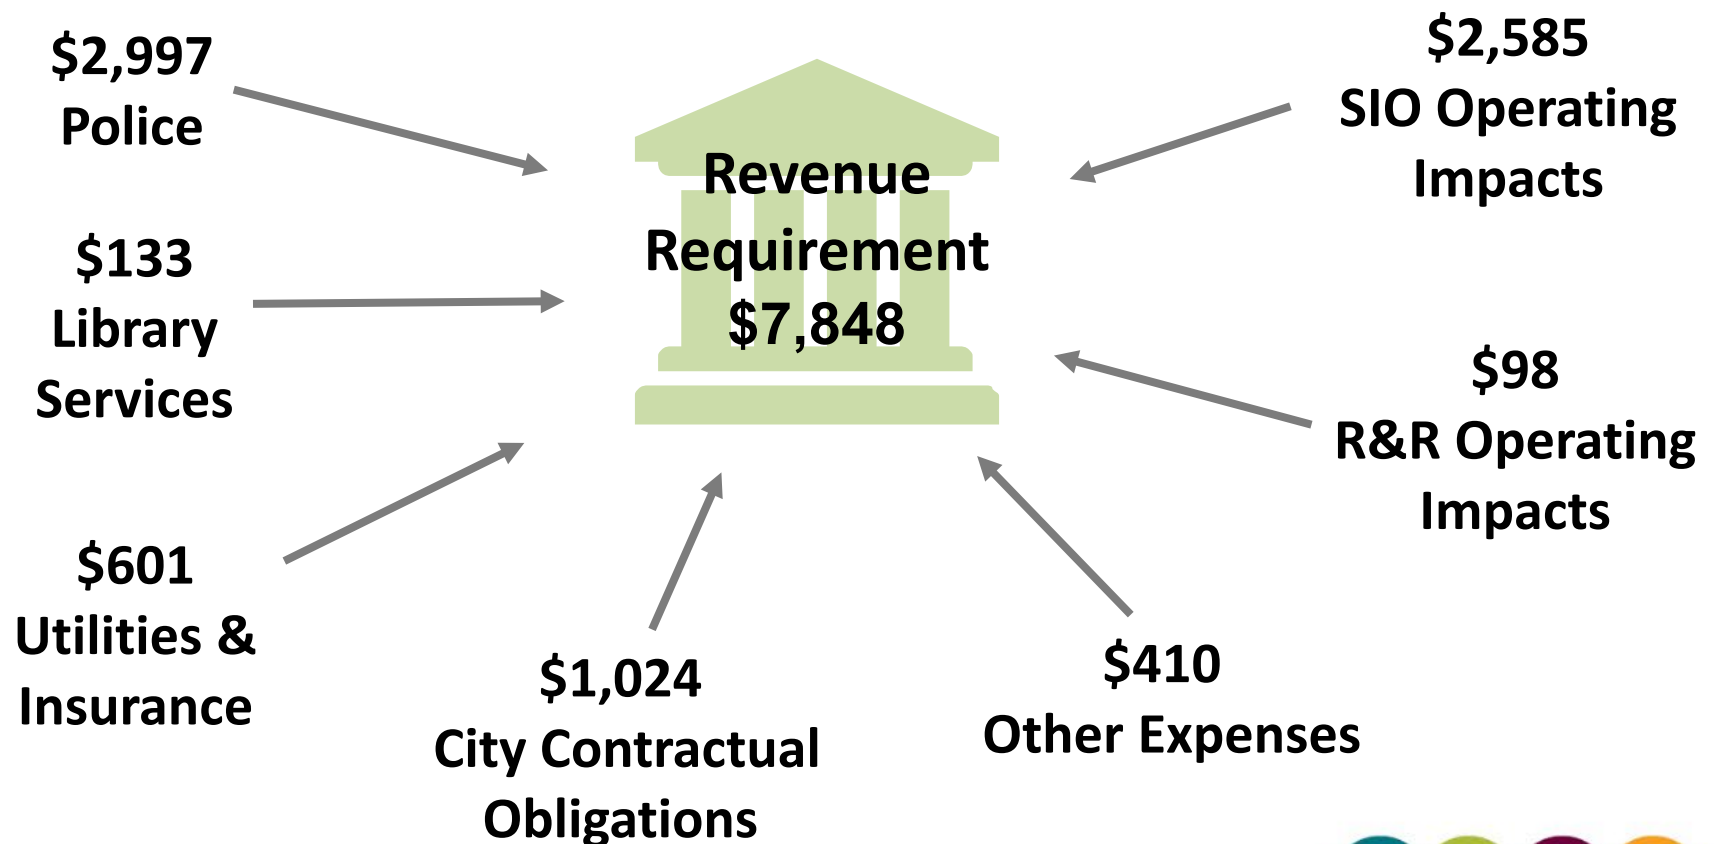 $2,997
Police
$133
Library
Services
$601
Utilities &
Insurance
Revenue
Requirement
$7,848
$1,024
City Contractual
Obligations
$410
Other Expenses
$2,585
SIO Operating
Impacts
$98
R&R Operating
Impacts